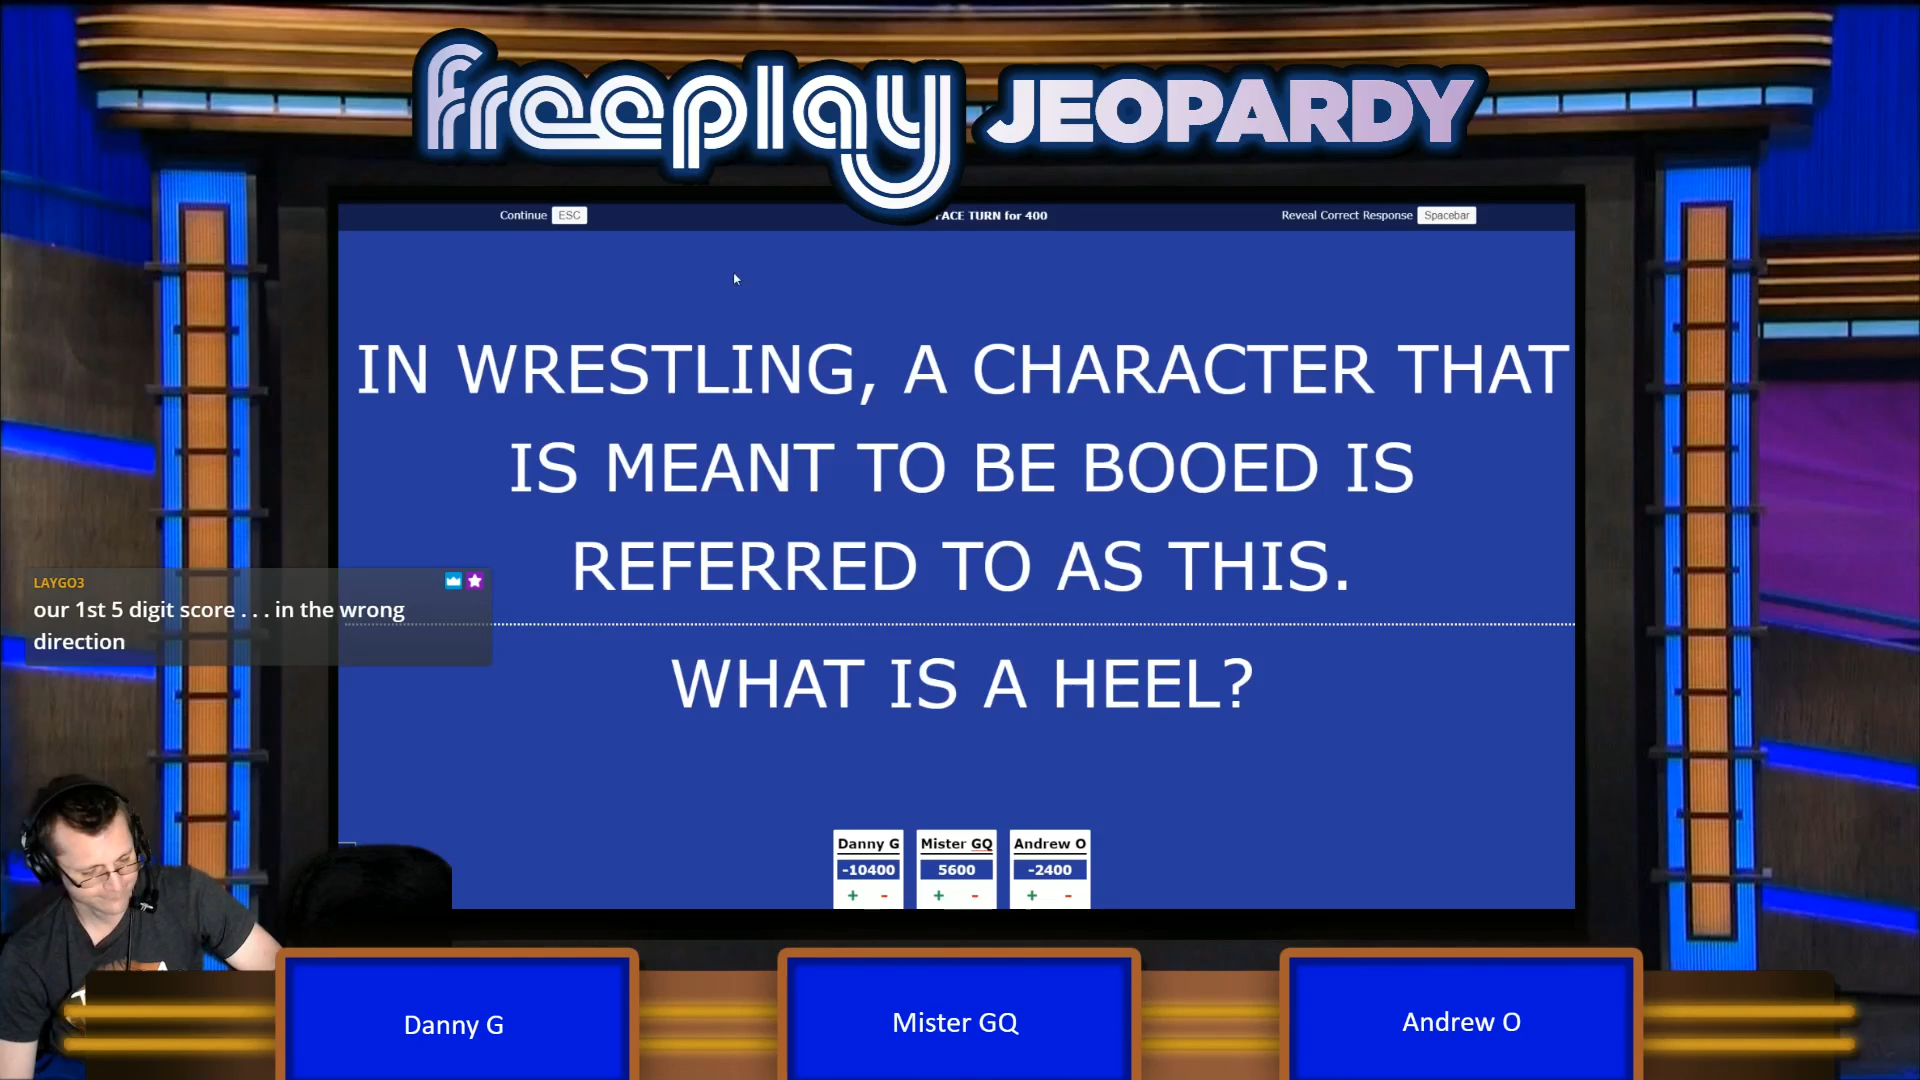 freeplay JEOPARDY
Continue ESC
FACE TURN for 400
Reveal Correct Response Spacebar
IN WRESTLING, A CHARACTER THAT
IS MEANT TO BE BOOED IS
REFERRED TO AS THIS.
WHAT IS A HEEL?
LAYGO3
our 1st 5 digit score . . . in the wrong
direction
Danny G Mister GQ Andrew O
-10400 5600 -2400
+ - + - + -
Danny G Mister GQ Andrew O